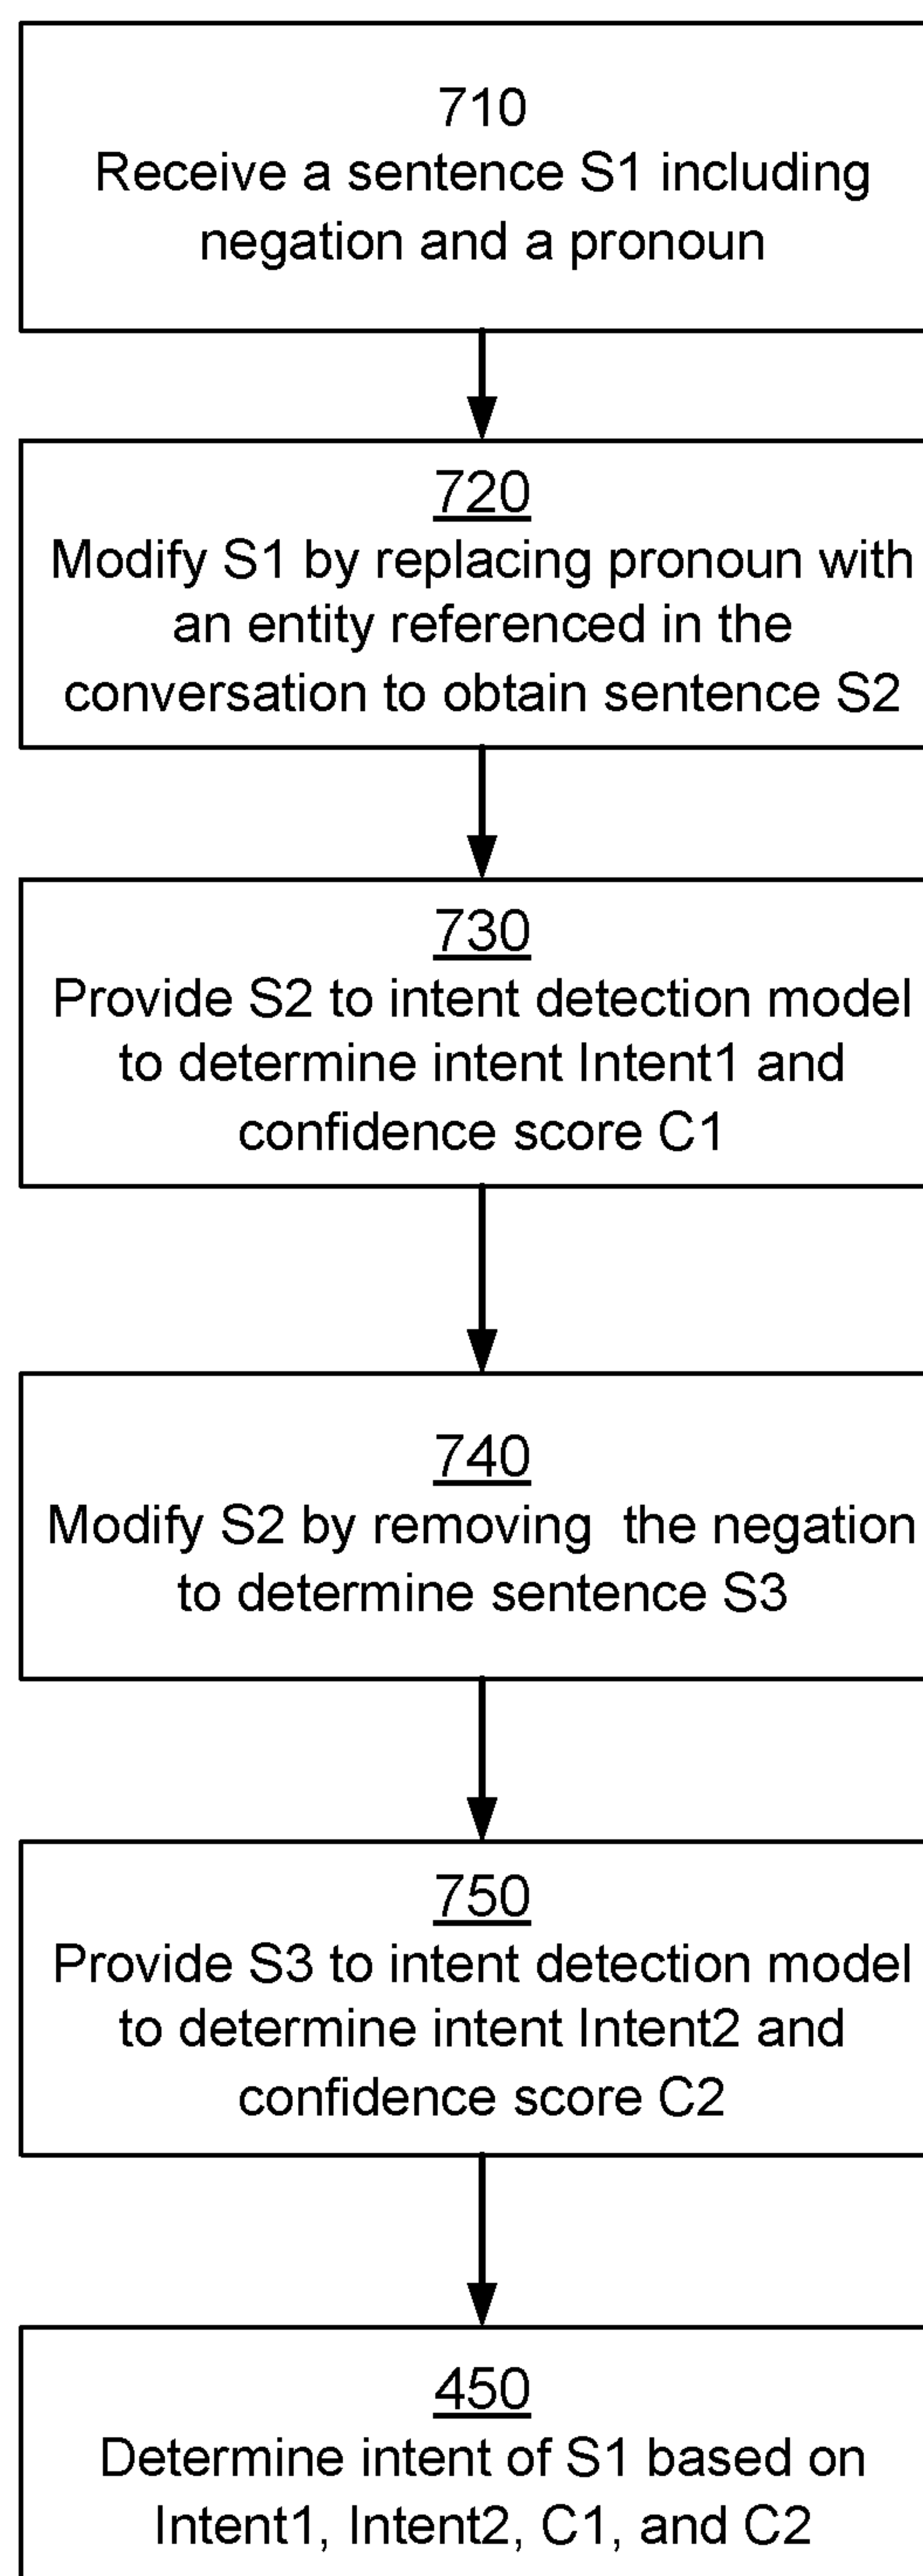 710
Receive a sentence S1 including
negation and a pronoun
720
Modify S1 by replacing pronoun with
an entity referenced in the
conversation to obtain sentence S2
730
Provide S2 to intent detection model
to determine intent Intent1 and
confidence score C1
740
Modify S2 by removing  the negation
to determine sentence S3
750
Provide S3 to intent detection model
to determine intent Intent2 and
confidence score C2
450
Determine intent of S1 based on
Intent1, Intent2, C1, and C2